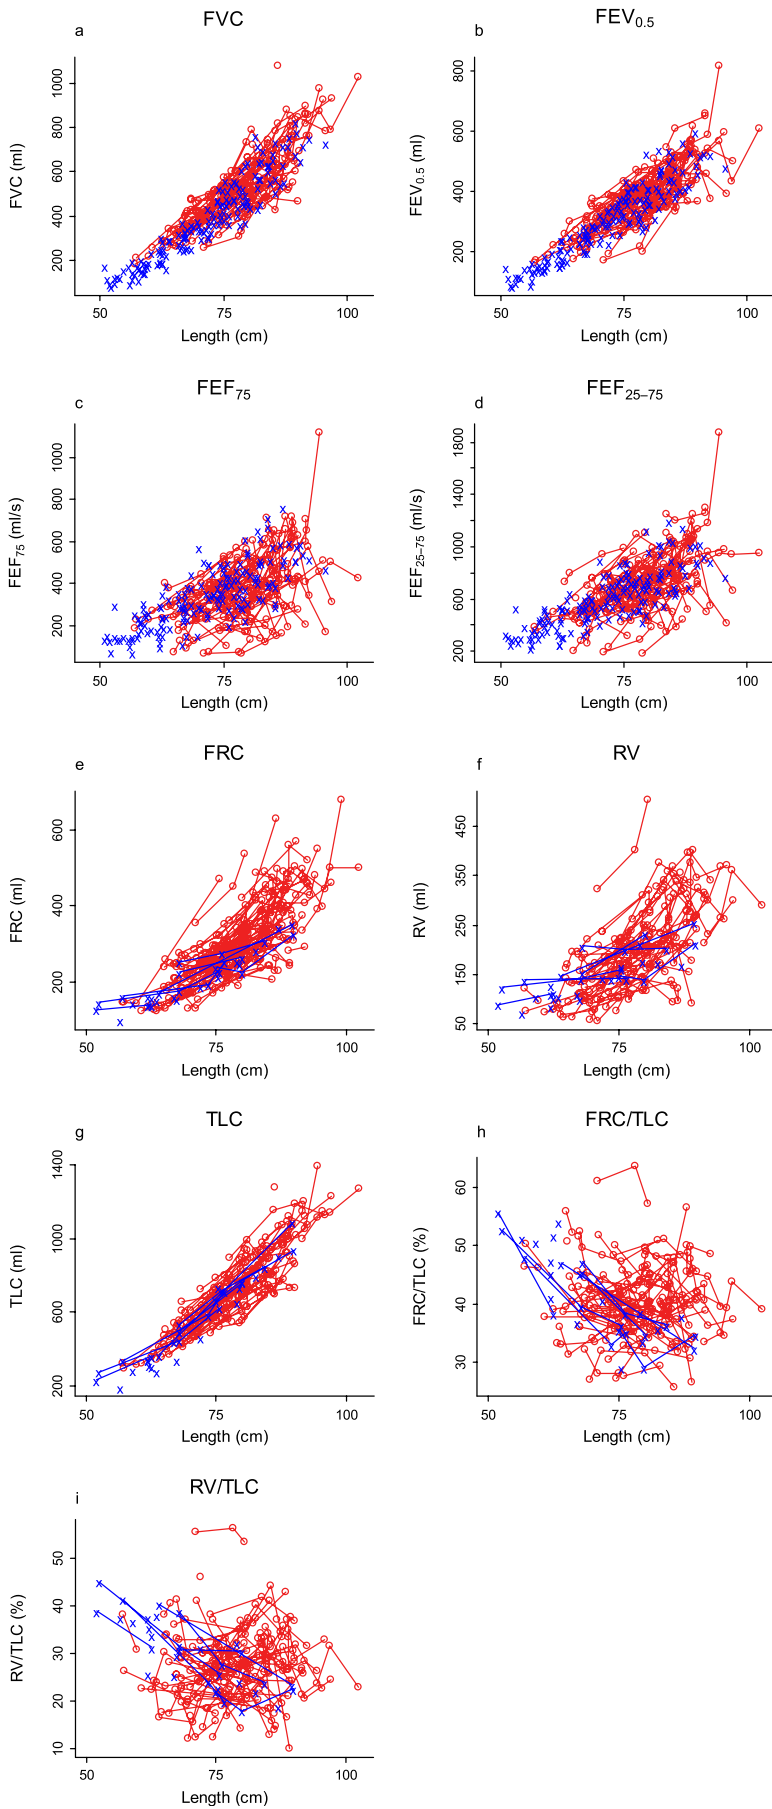 a
FVC
FVC (ml)
1000
800
600
400
200
50
75
100
Length (cm)
b
FEV0.5
FEV0.5 (ml)
800
600
400
200
50
75
100
Length (cm)
c
FEF75
FEF75 (ml/s)
1000
800
600
400
200
50
75
100
Length (cm)
d
FEF25–75
FEF25–75 (ml/s)
1800
1400
1000
600
200
50
75
100
Length (cm)
e
FRC
FRC (ml)
600
400
200
50
75
100
Length (cm)
f
RV
RV (ml)
450
350
250
150
50
50
75
100
Length (cm)
g
TLC
TLC (ml)
1400
1000
600
200
50
75
100
Length (cm)
h
FRC/TLC
FRC/TLC (%)
60
50
40
30
50
75
100
Length (cm)
i
RV/TLC
RV/TLC (%)
50
40
30
20
10
50
75
100
Length (cm)